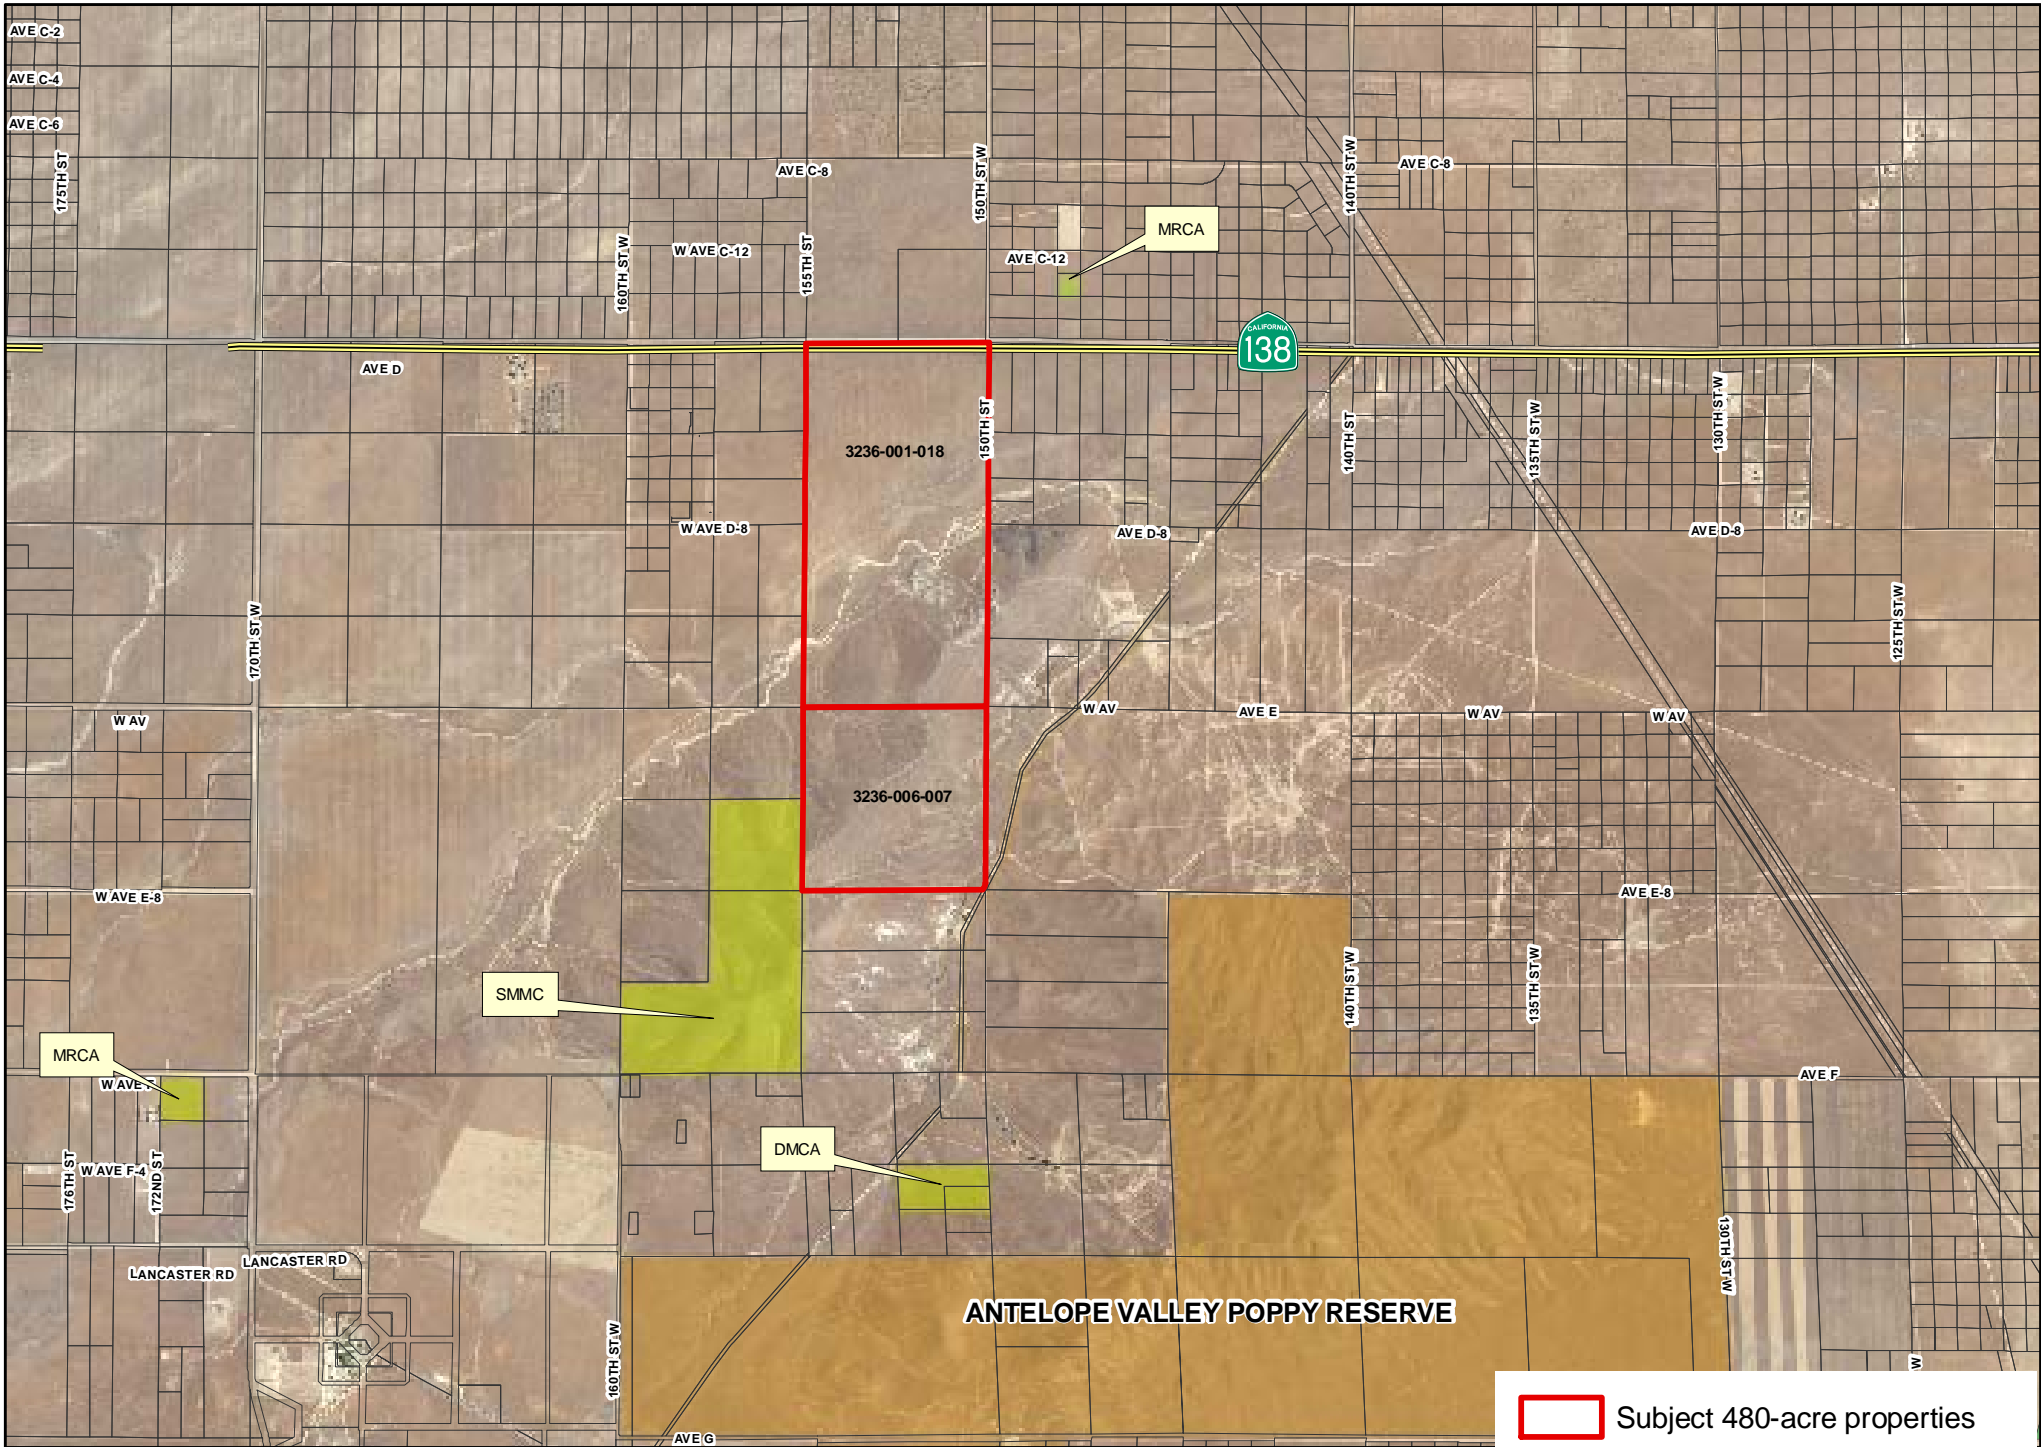 AVE C-2
AVE C-4
AVE C-6
175TH ST
AVE C-8
150TH ST W
140TH ST W
AVE C-8
MRCA
W AVE C-12
160TH ST W
155TH ST
AVE C-12
CALIFORNIA
138
AVE D
150TH ST
140TH ST
135TH ST W
130TH ST W
3236-001-018
W AVE D-8
AVE D-8
AVE D-8
170TH ST W
125TH ST W
W AV
W AV
AVE E
W AV
W AV
3236-006-007
W AVE E-8
AVE E-8
SMMC
140TH ST W
135TH ST W
MRCA
W AVE F
AVE F
DMCA
176TH ST
W AVE F-4
172ND ST
LANCASTER RD
LANCASTER RD
130TH ST W
ANTELOPE VALLEY POPPY RESERVE
160TH ST W
W
AVE G
Subject 480-acre properties